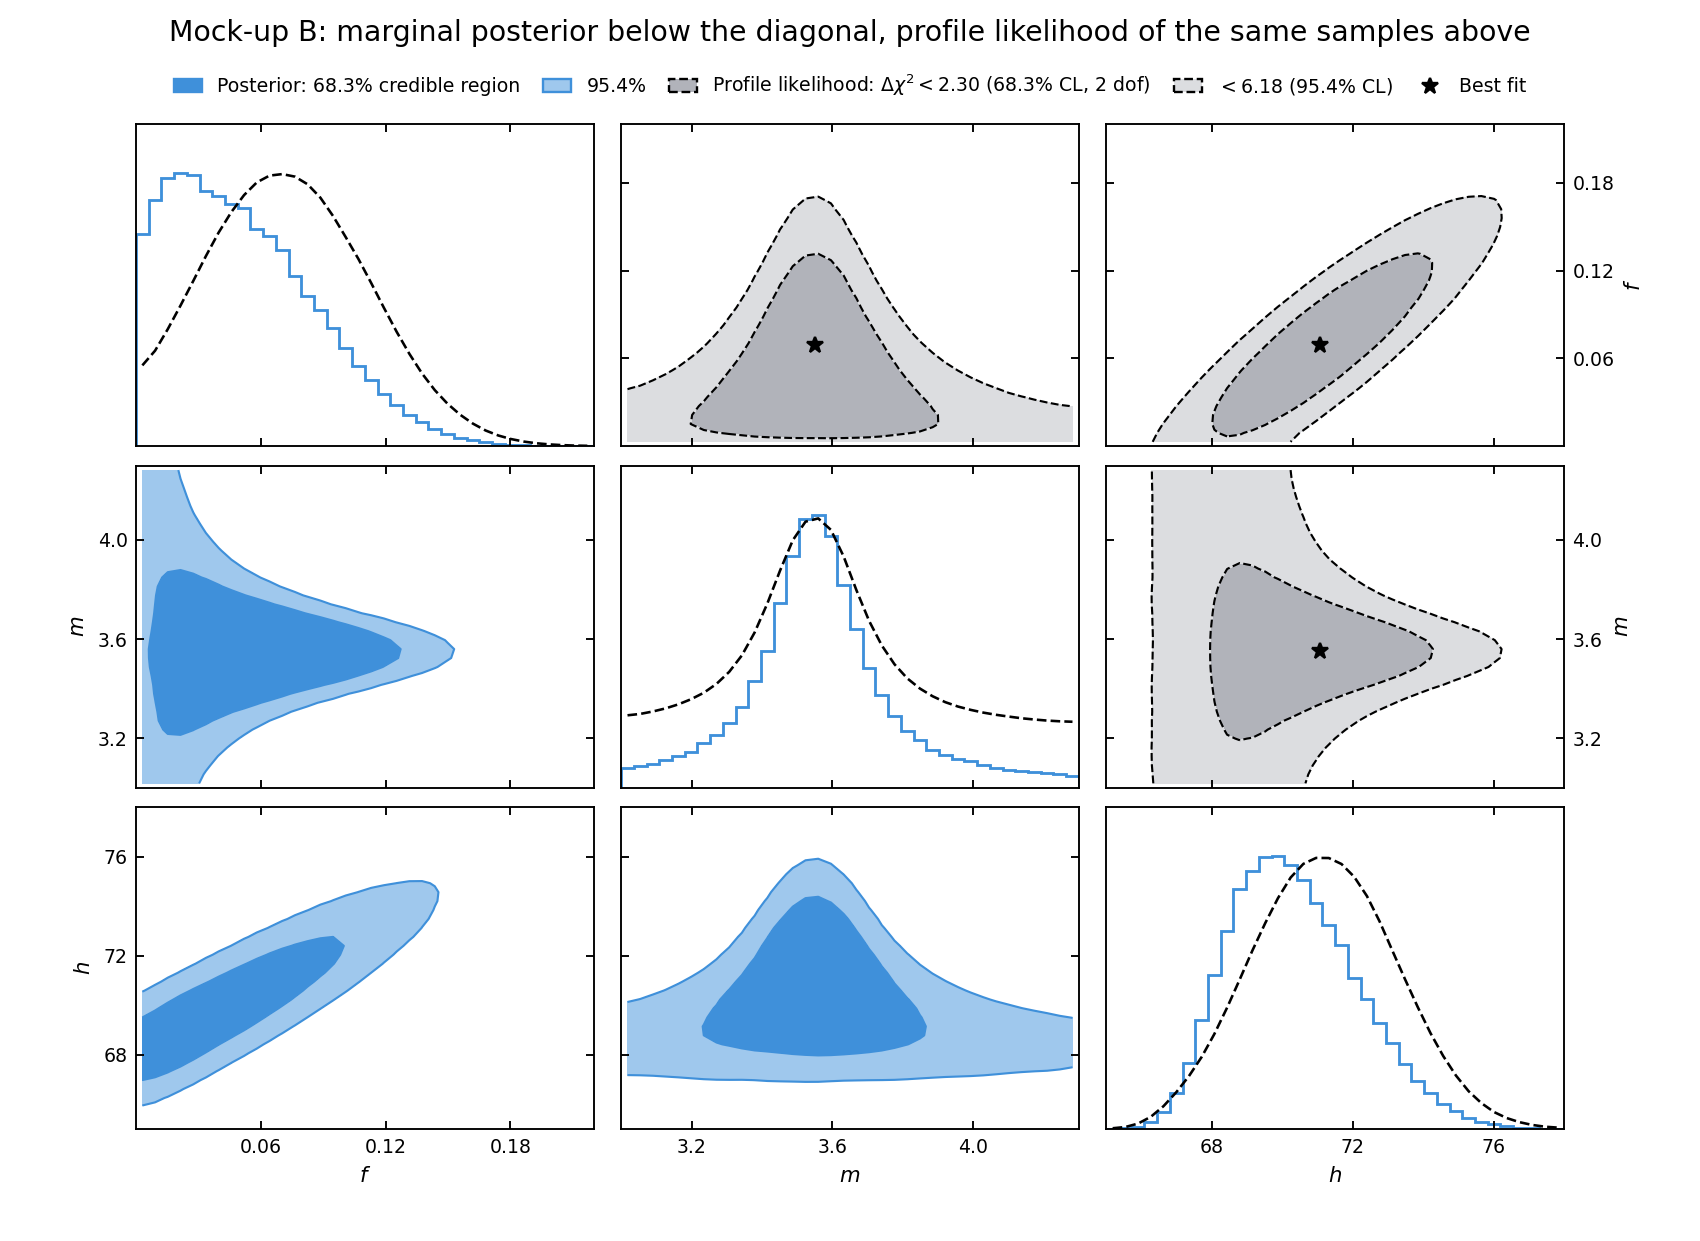 Mock-up B: marginal posterior below the diagonal, profile likelihood of the same samples above
Posterior: 68.3% credible region 95.4% Profile likelihood: Δχ² < 2.30 (68.3% CL, 2 dof) < 6.18 (95.4% CL) Best fit
0.18
0.12
0.06
f
4.0
3.6
3.2
m
4.0
3.6
3.2
m
76
72
68
h
0.06 0.12 0.18
3.2 3.6 4.0
68 72 76
f m h